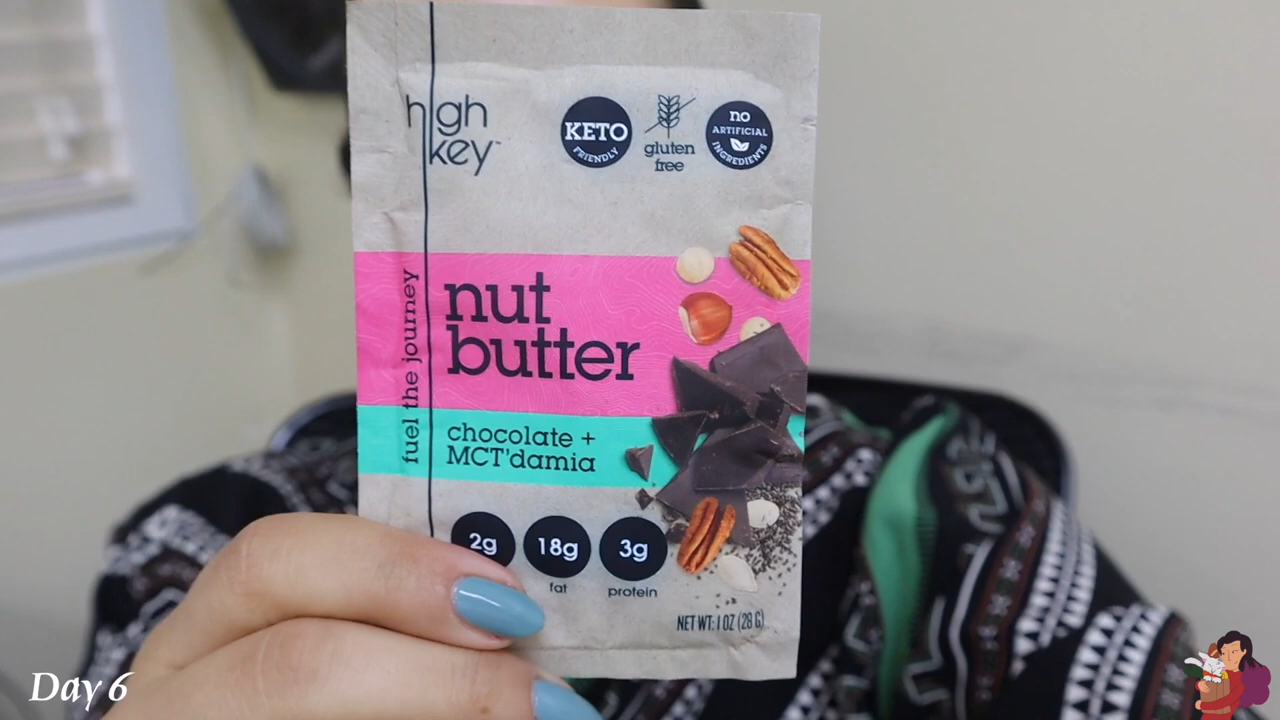 high
key™
KETO
FRIENDLY
gluten
free
no
ARTIFICIAL
INGREDIENTS
fuel the journey
nut
butter
chocolate +
MCT'damia
2g
18g
fat
3g
protein
NET WT: 1 OZ (28 G)
Day 6